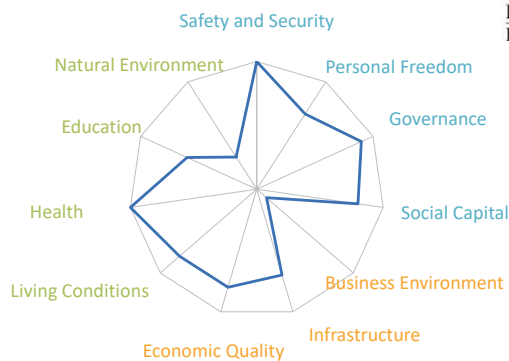 Safety and Security
Natural Environment
Personal Freedom
Education
Governance
Health
Social Capital
Living Conditions
Business Environment
Infrastructure
Economic Quality